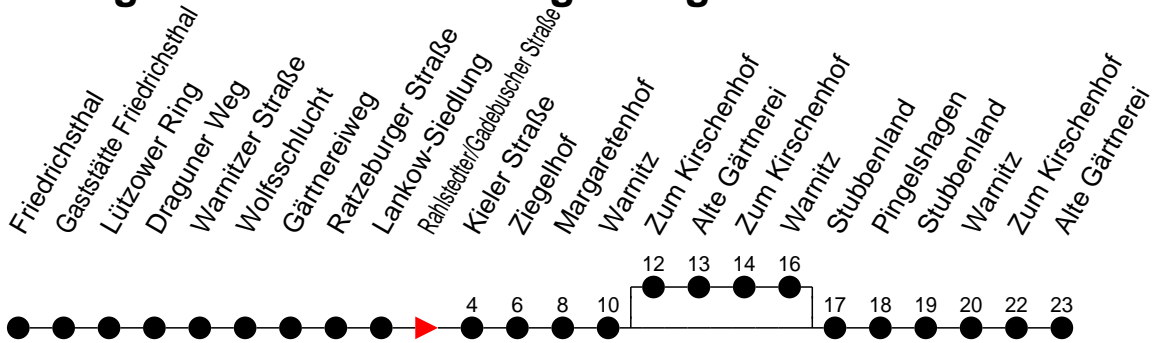 Friedrichsthal
Gaststätte Friedrichsthal
Lützower Ring
Draguner Weg
Warnitzer Straße
Wolfsschlucht
Gärtnereiweg
Ratzeburger Straße
Lankow-Siedlung
Rahlstedter/Gadebuscher Straße
Kieler Straße
Ziegelhof
Margaretenhof
Warnitz
Zum Kirschenhof
Alte Gärtnerei
Zum Kirschenhof
Warnitz
Stubbenland
Pingelshagen
Stubbenland
Warnitz
Zum Kirschenhof
Alte Gärtnerei
12 13 14 16
4 6 8 10 17 18 19 20 22 23